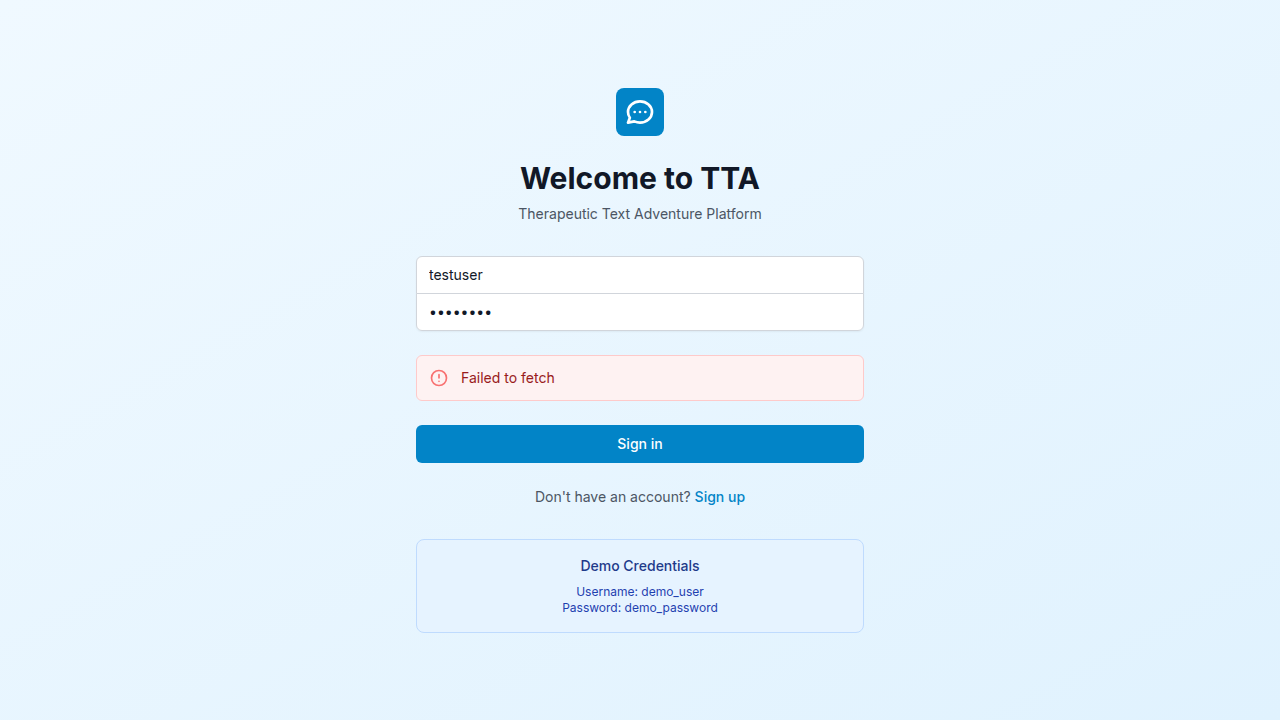 Welcome to TTA
Therapeutic Text Adventure Platform
testuser
••••••••
Failed to fetch
Sign in
Don't have an account? Sign up
Demo Credentials
Username: demo_user
Password: demo_password